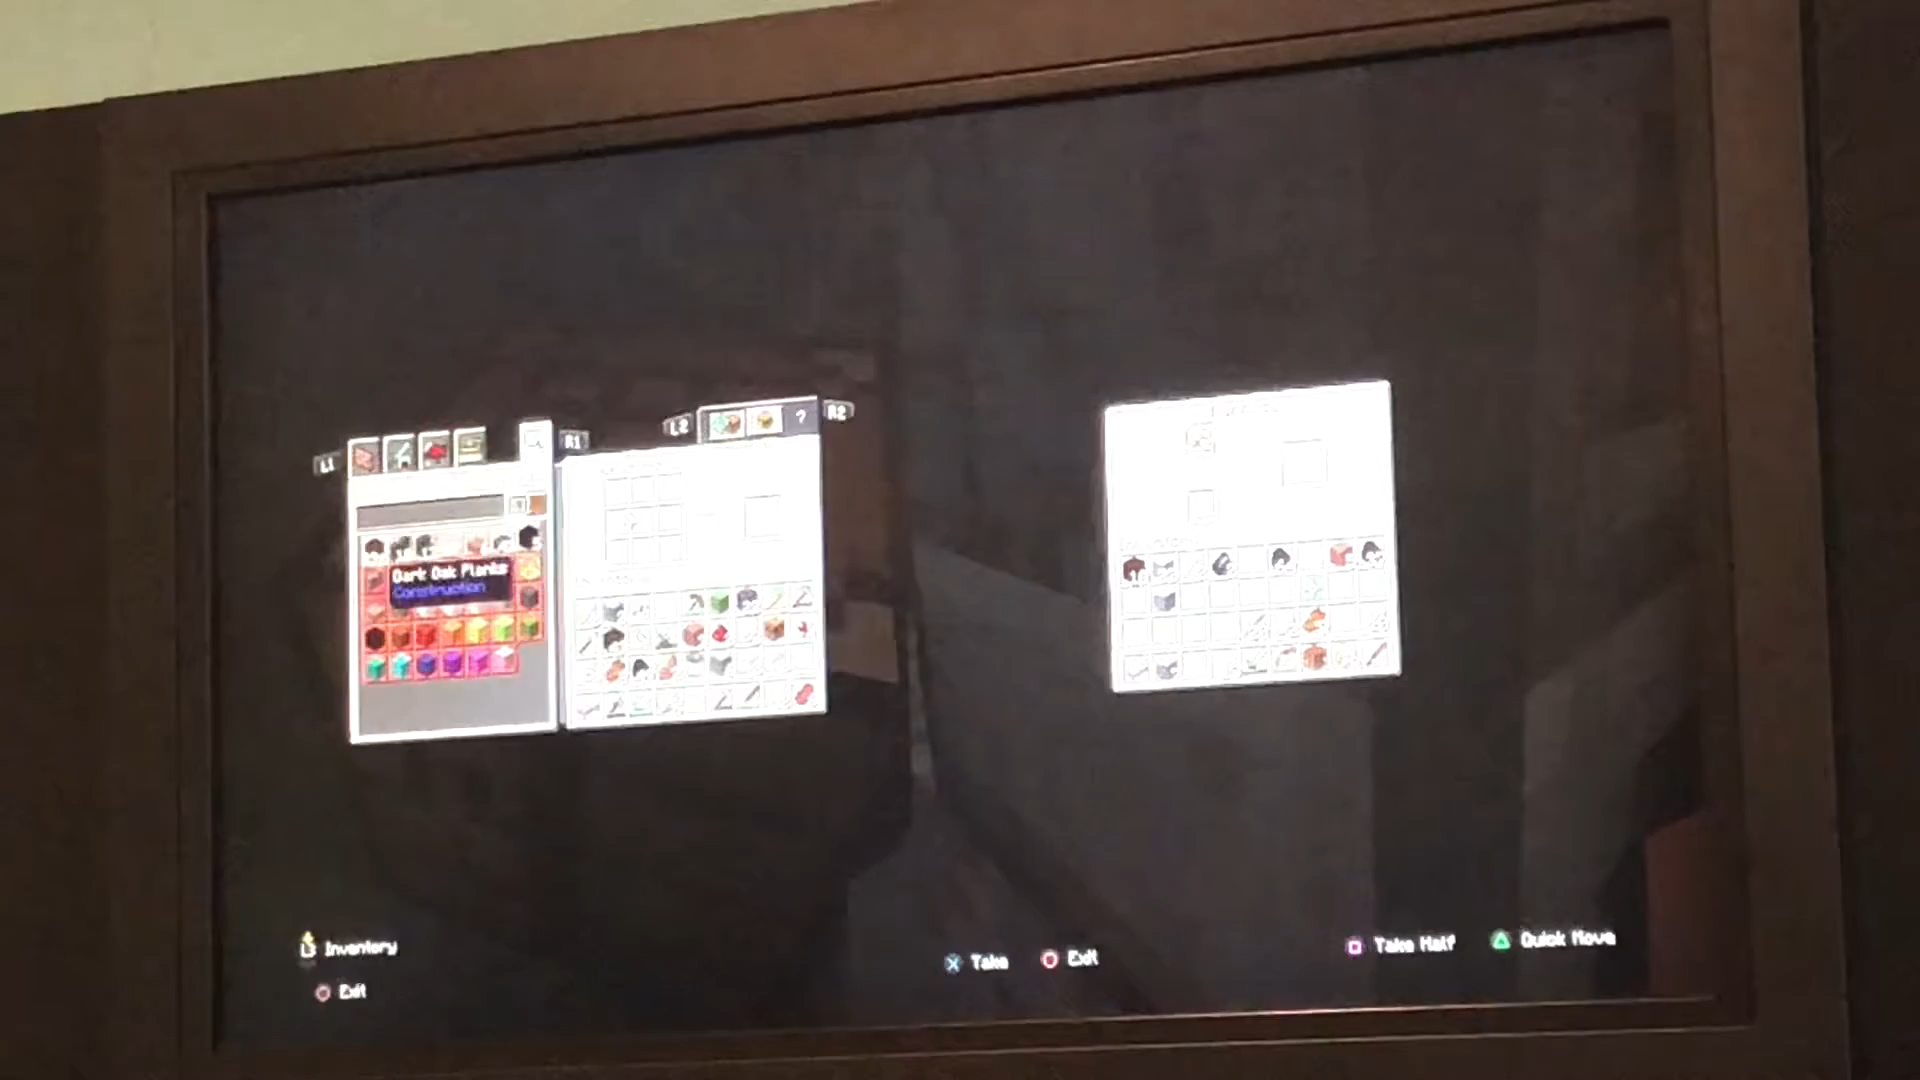 L2
?
R2
L1
R1
Dark Oak Planks
Construction
Inventory
Exit
Take
Exit
Take Half
Quick Move